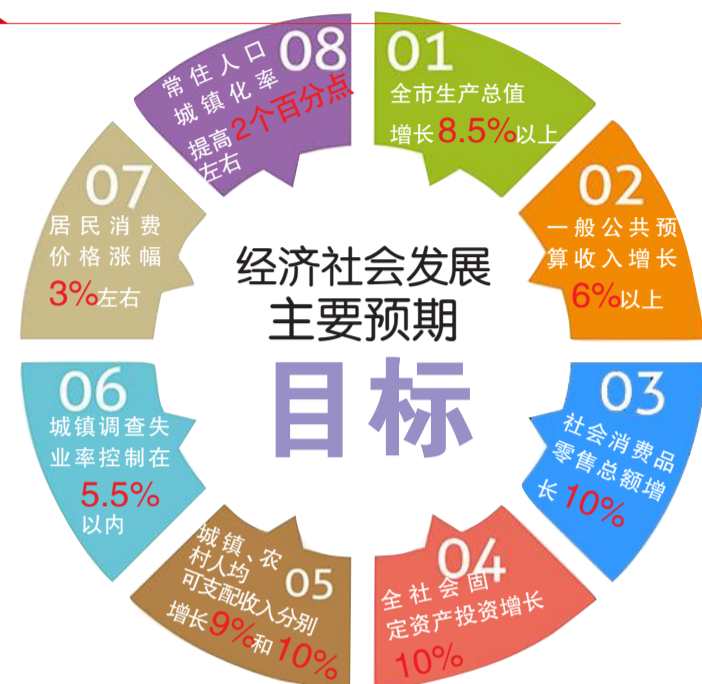 经济社会发展
主要预期
目标
01
全市生产总值
增长8.5%以上
02
一般公共预
算收入增长
6%以上
03
社会消费品
零售总额增
长10%
04
全社会固
定资产投资增长
10%
05
城镇、农
村人均
可支配收入分别
增长9%和10%
06
城镇调查失
业率控制在
5.5%
以内
07
居民消费
价格涨幅
3%左右
08
常住人口
城镇化率
提高2个百分点
左右